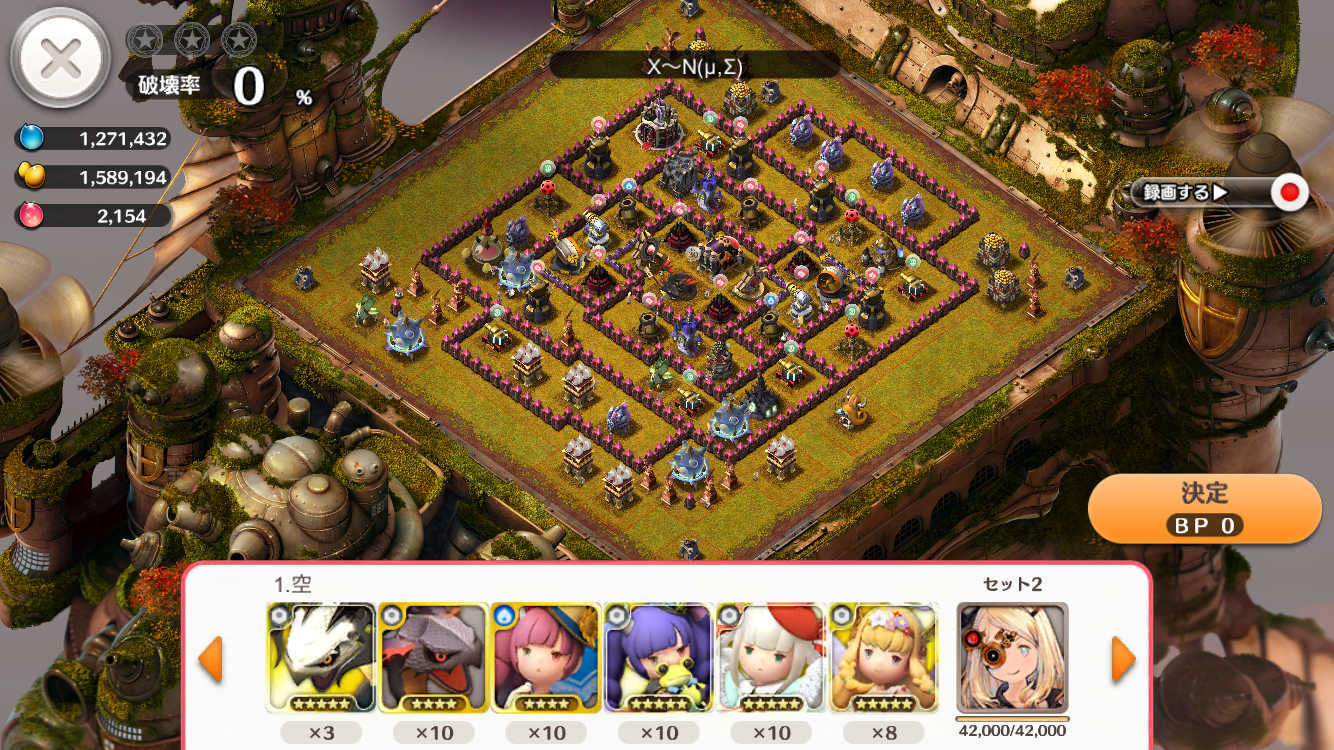 X〜N(μ,Σ)
破壊率 0 %
1,271,432
1,589,194
2,154
録画する▶
決定
BP 0
1.空
セット2
×3
×10
×10
×10
×10
×8
42,000/42,000